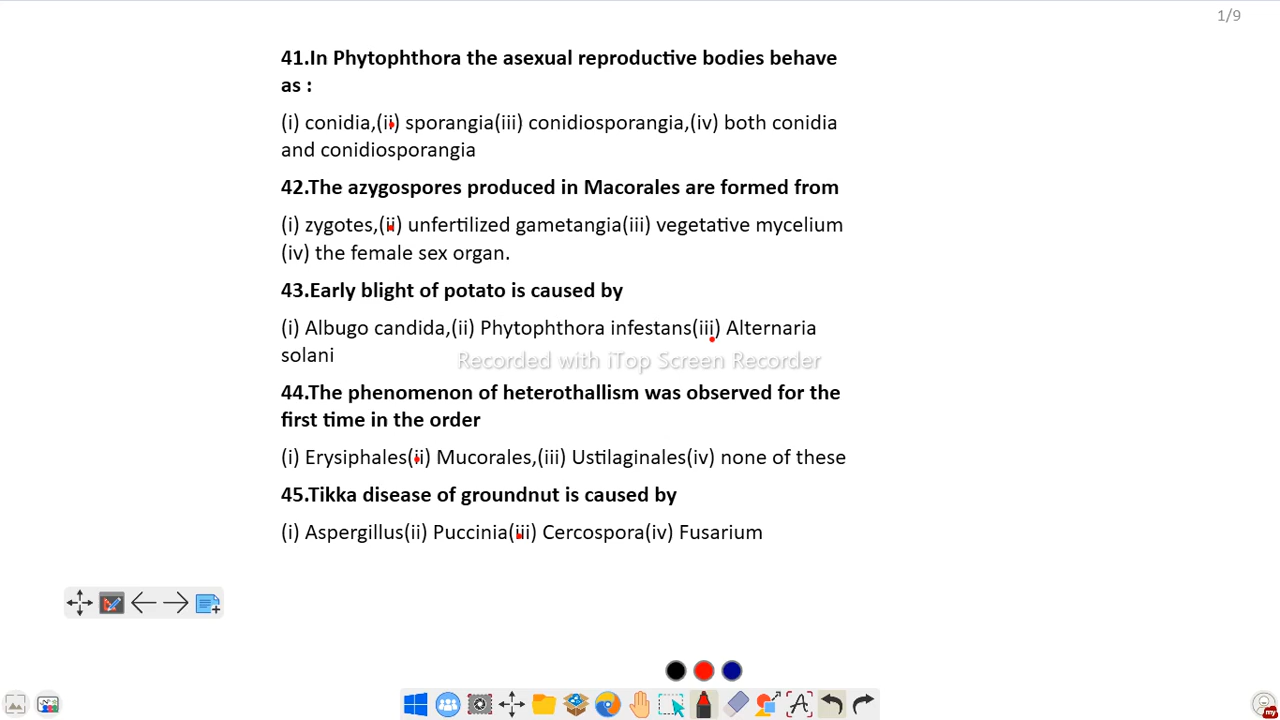 1/9
41.In Phytophthora the asexual reproductive bodies behave
as :
(i) conidia,(ii) sporangia(iii) conidiosporangia,(iv) both conidia
and conidiosporangia
42.The azygospores produced in Macorales are formed from
(i) zygotes,(ii) unfertilized gametangia(iii) vegetative mycelium
(iv) the female sex organ.
43.Early blight of potato is caused by
(i) Albugo candida,(ii) Phytophthora infestans(iii) Alternaria
solani
Recorded with iTop Screen Recorder
44.The phenomenon of heterothallism was observed for the
first time in the order
(i) Erysiphales(ii) Mucorales,(iii) Ustilaginales(iv) none of these
45.Tikka disease of groundnut is caused by
(i) Aspergillus(ii) Puccinia(iii) Cercospora(iv) Fusarium
my